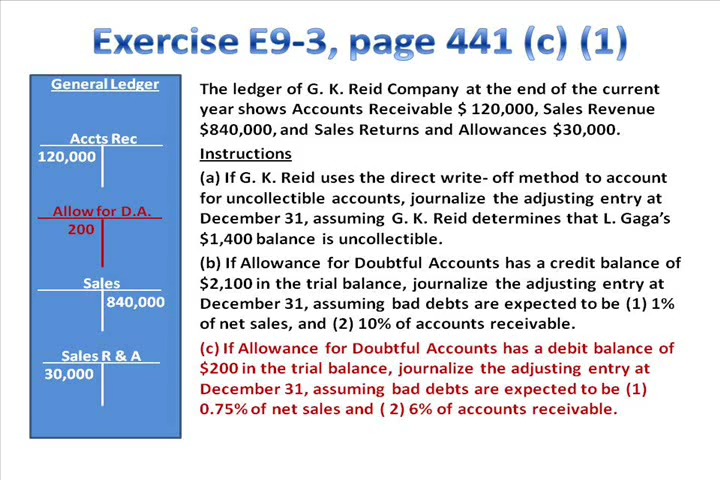 Exercise E9-3, page 441 (c) (1)
General Ledger
Accts Rec
120,000
Allow for D.A.
200
Sales
840,000
Sales R & A
30,000
The ledger of G. K. Reid Company at the end of the current
year shows Accounts Receivable $ 120,000, Sales Revenue
$840,000, and Sales Returns and Allowances $30,000.
Instructions
(a) If G. K. Reid uses the direct write- off method to account
for uncollectible accounts, journalize the adjusting entry at
December 31, assuming G. K. Reid determines that L. Gaga’s
$1,400 balance is uncollectible.
(b) If Allowance for Doubtful Accounts has a credit balance of
$2,100 in the trial balance, journalize the adjusting entry at
December 31, assuming bad debts are expected to be (1) 1%
of net sales, and (2) 10% of accounts receivable.
(c) If Allowance for Doubtful Accounts has a debit balance of
$200 in the trial balance, journalize the adjusting entry at
December 31, assuming bad debts are expected to be (1)
0.75% of net sales and ( 2) 6% of accounts receivable.